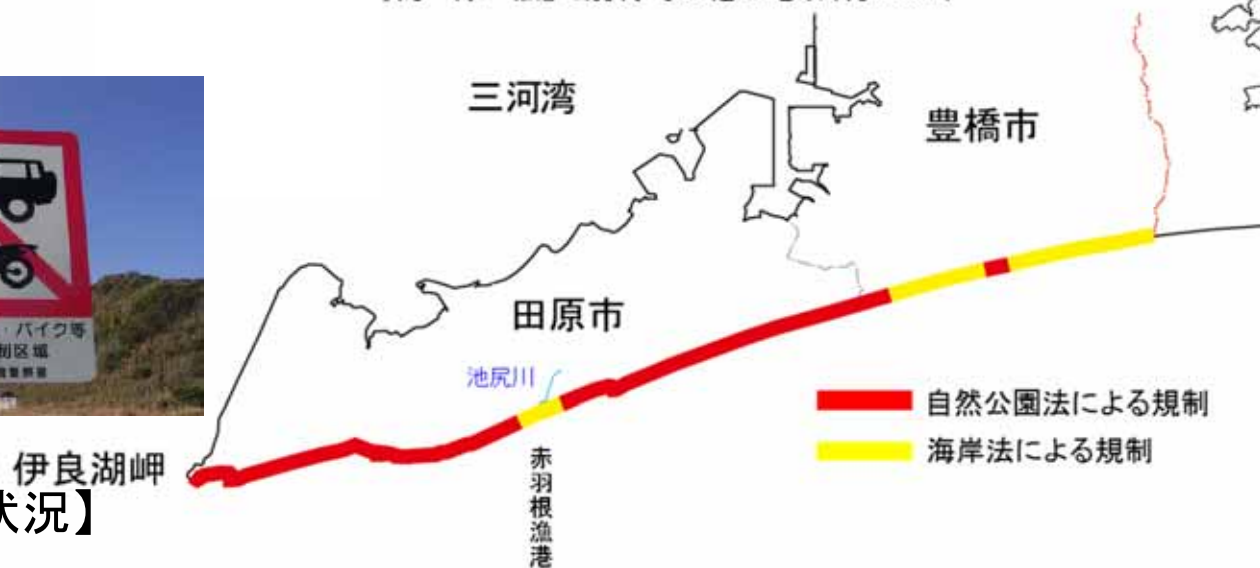 三河湾
豊橋市
田原市
池尻川
自然公園法による規制
海岸法による規制
赤羽根漁港
伊良湖岬
状況】
・バイク等
制区域